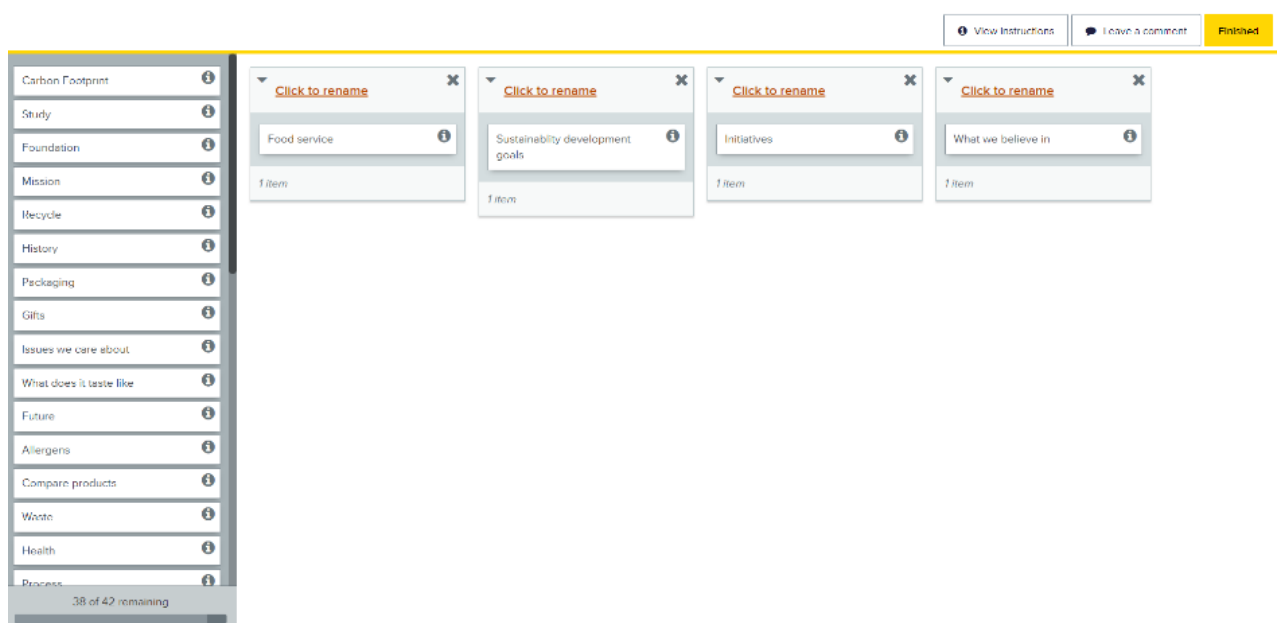 View Instructions
Leave a comment
Finished
Carbon Footprint
Study
Foundation
Mission
Recycle
History
Packaging
Gifts
Issues we care about
What does it taste like
Future
Allergens
Compare products
Waste
Health
Process
38 of 42 remaining
Click to rename
Food service
1 item
Click to rename
Sustainablity development
goals
1 item
Click to rename
Initiatives
1 item
Click to rename
What we believe in
1 item